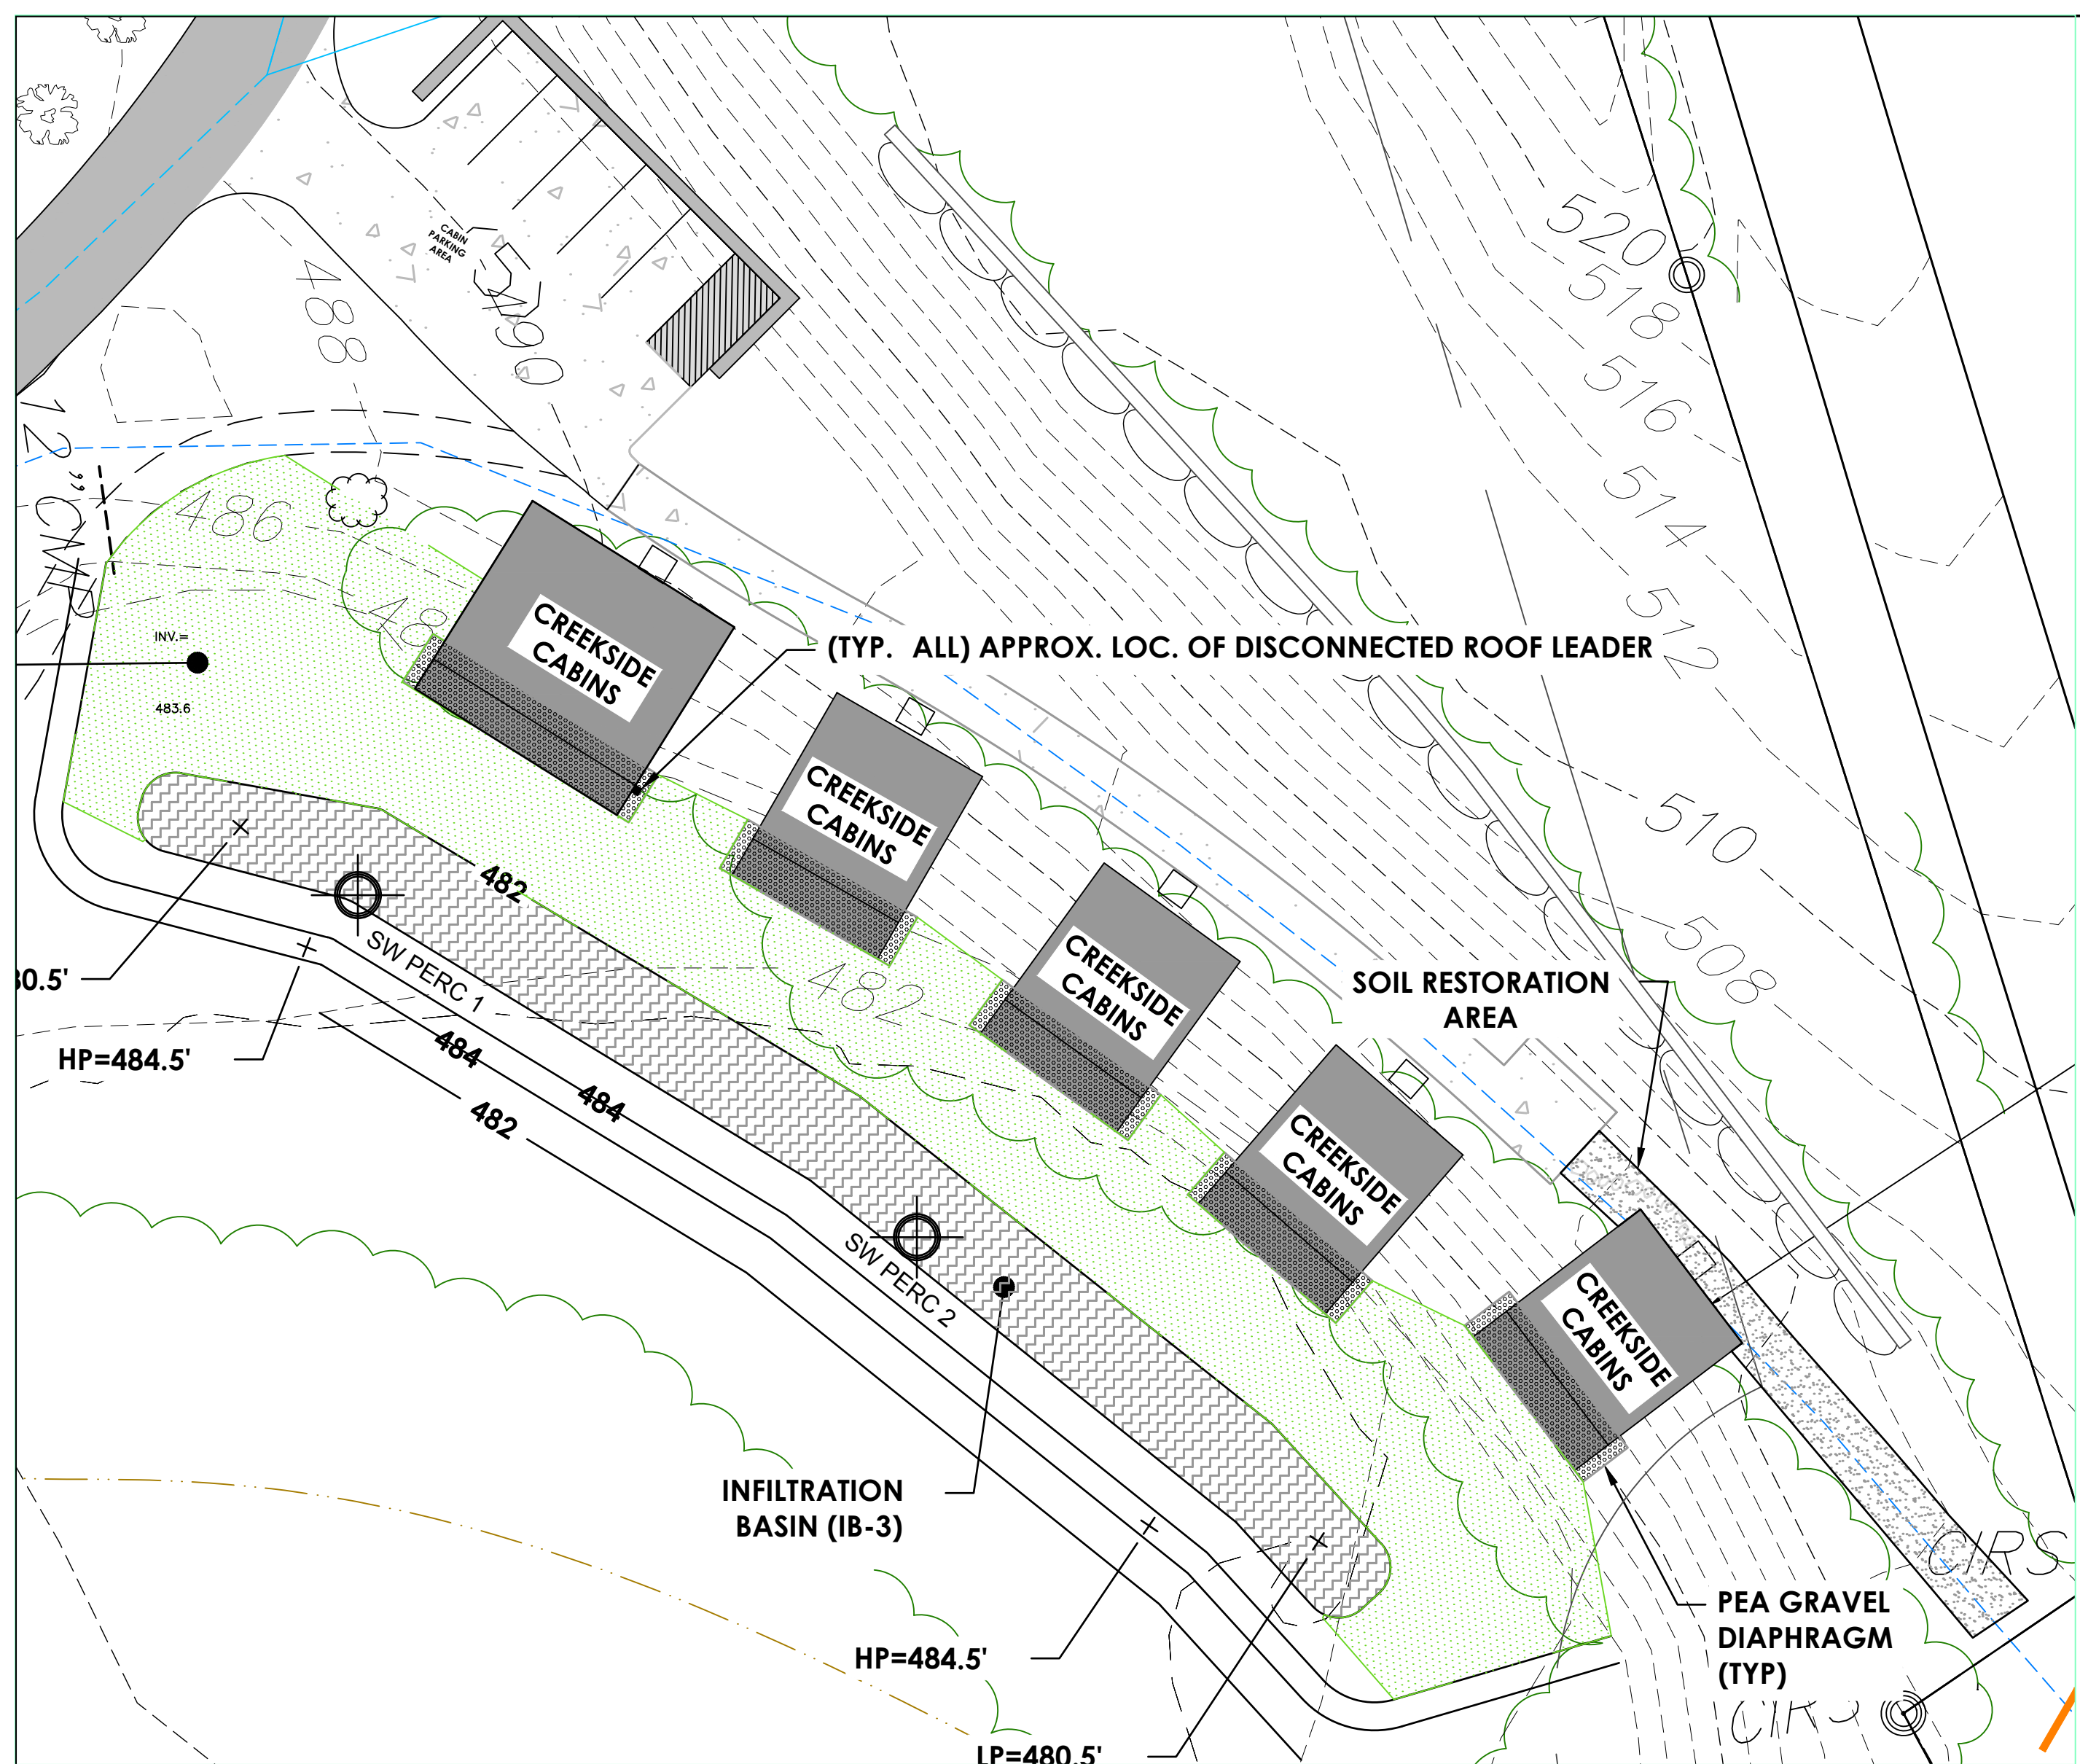 520
518
516
514
512
510
508
CABIN
PARKING
AREA
488
490
486
48
INV.=
483.6
CREEKSIDE
CABINS
(TYP. ALL) APPROX. LOC. OF DISCONNECTED ROOF LEADER
CREEKSIDE
CABINS
482
CREEKSIDE
CABINS
482
SW PERC 1
SOIL RESTORATION
AREA
0.5'
HP=484.5'
484
484
482
CREEKSIDE
CABINS
SW PERC 2
CREEKSIDE
CABINS
INFILTRATION
BASIN (IB-3)
CIRS
HP=484.5'
PEA GRAVEL
DIAPHRAGM
(TYP)
CIRS
LP=480.5'